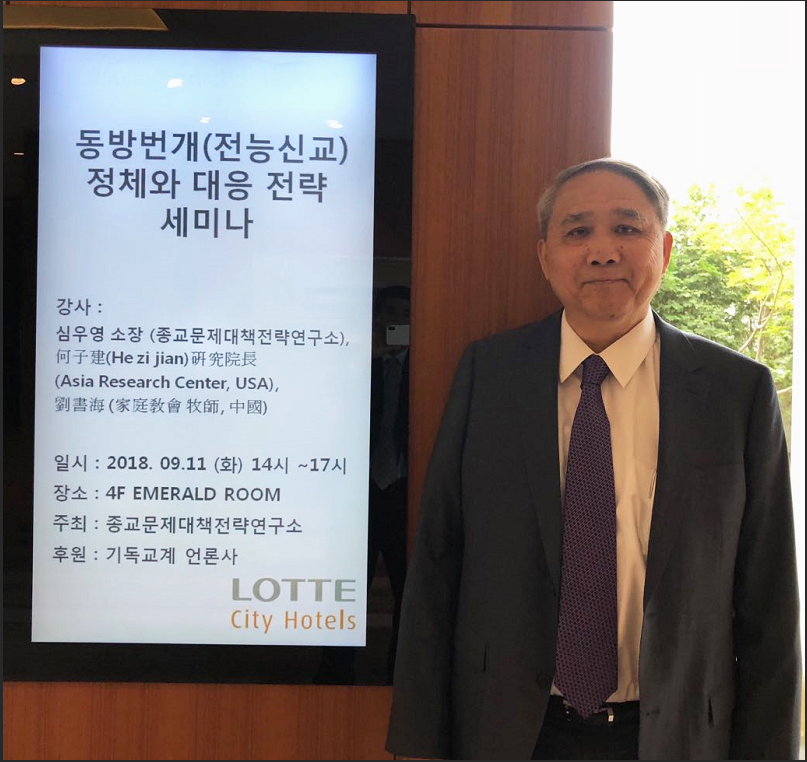 동방번개(전능신교)
정체와 대응 전략
세미나
강사 :
심우영 소장 (종교문제대책전략연구소),
何子建(He zi jian)硏究院長
(Asia Research Center, USA),
劉書海 (家庭敎會 牧師, 中國)
일시 : 2018. 09.11 (화) 14시 ~17시
장소 : 4F EMERALD ROOM
주최 : 종교문제대책전략연구소
후원 : 기독교계 언론사
LOTTE
City Hotels